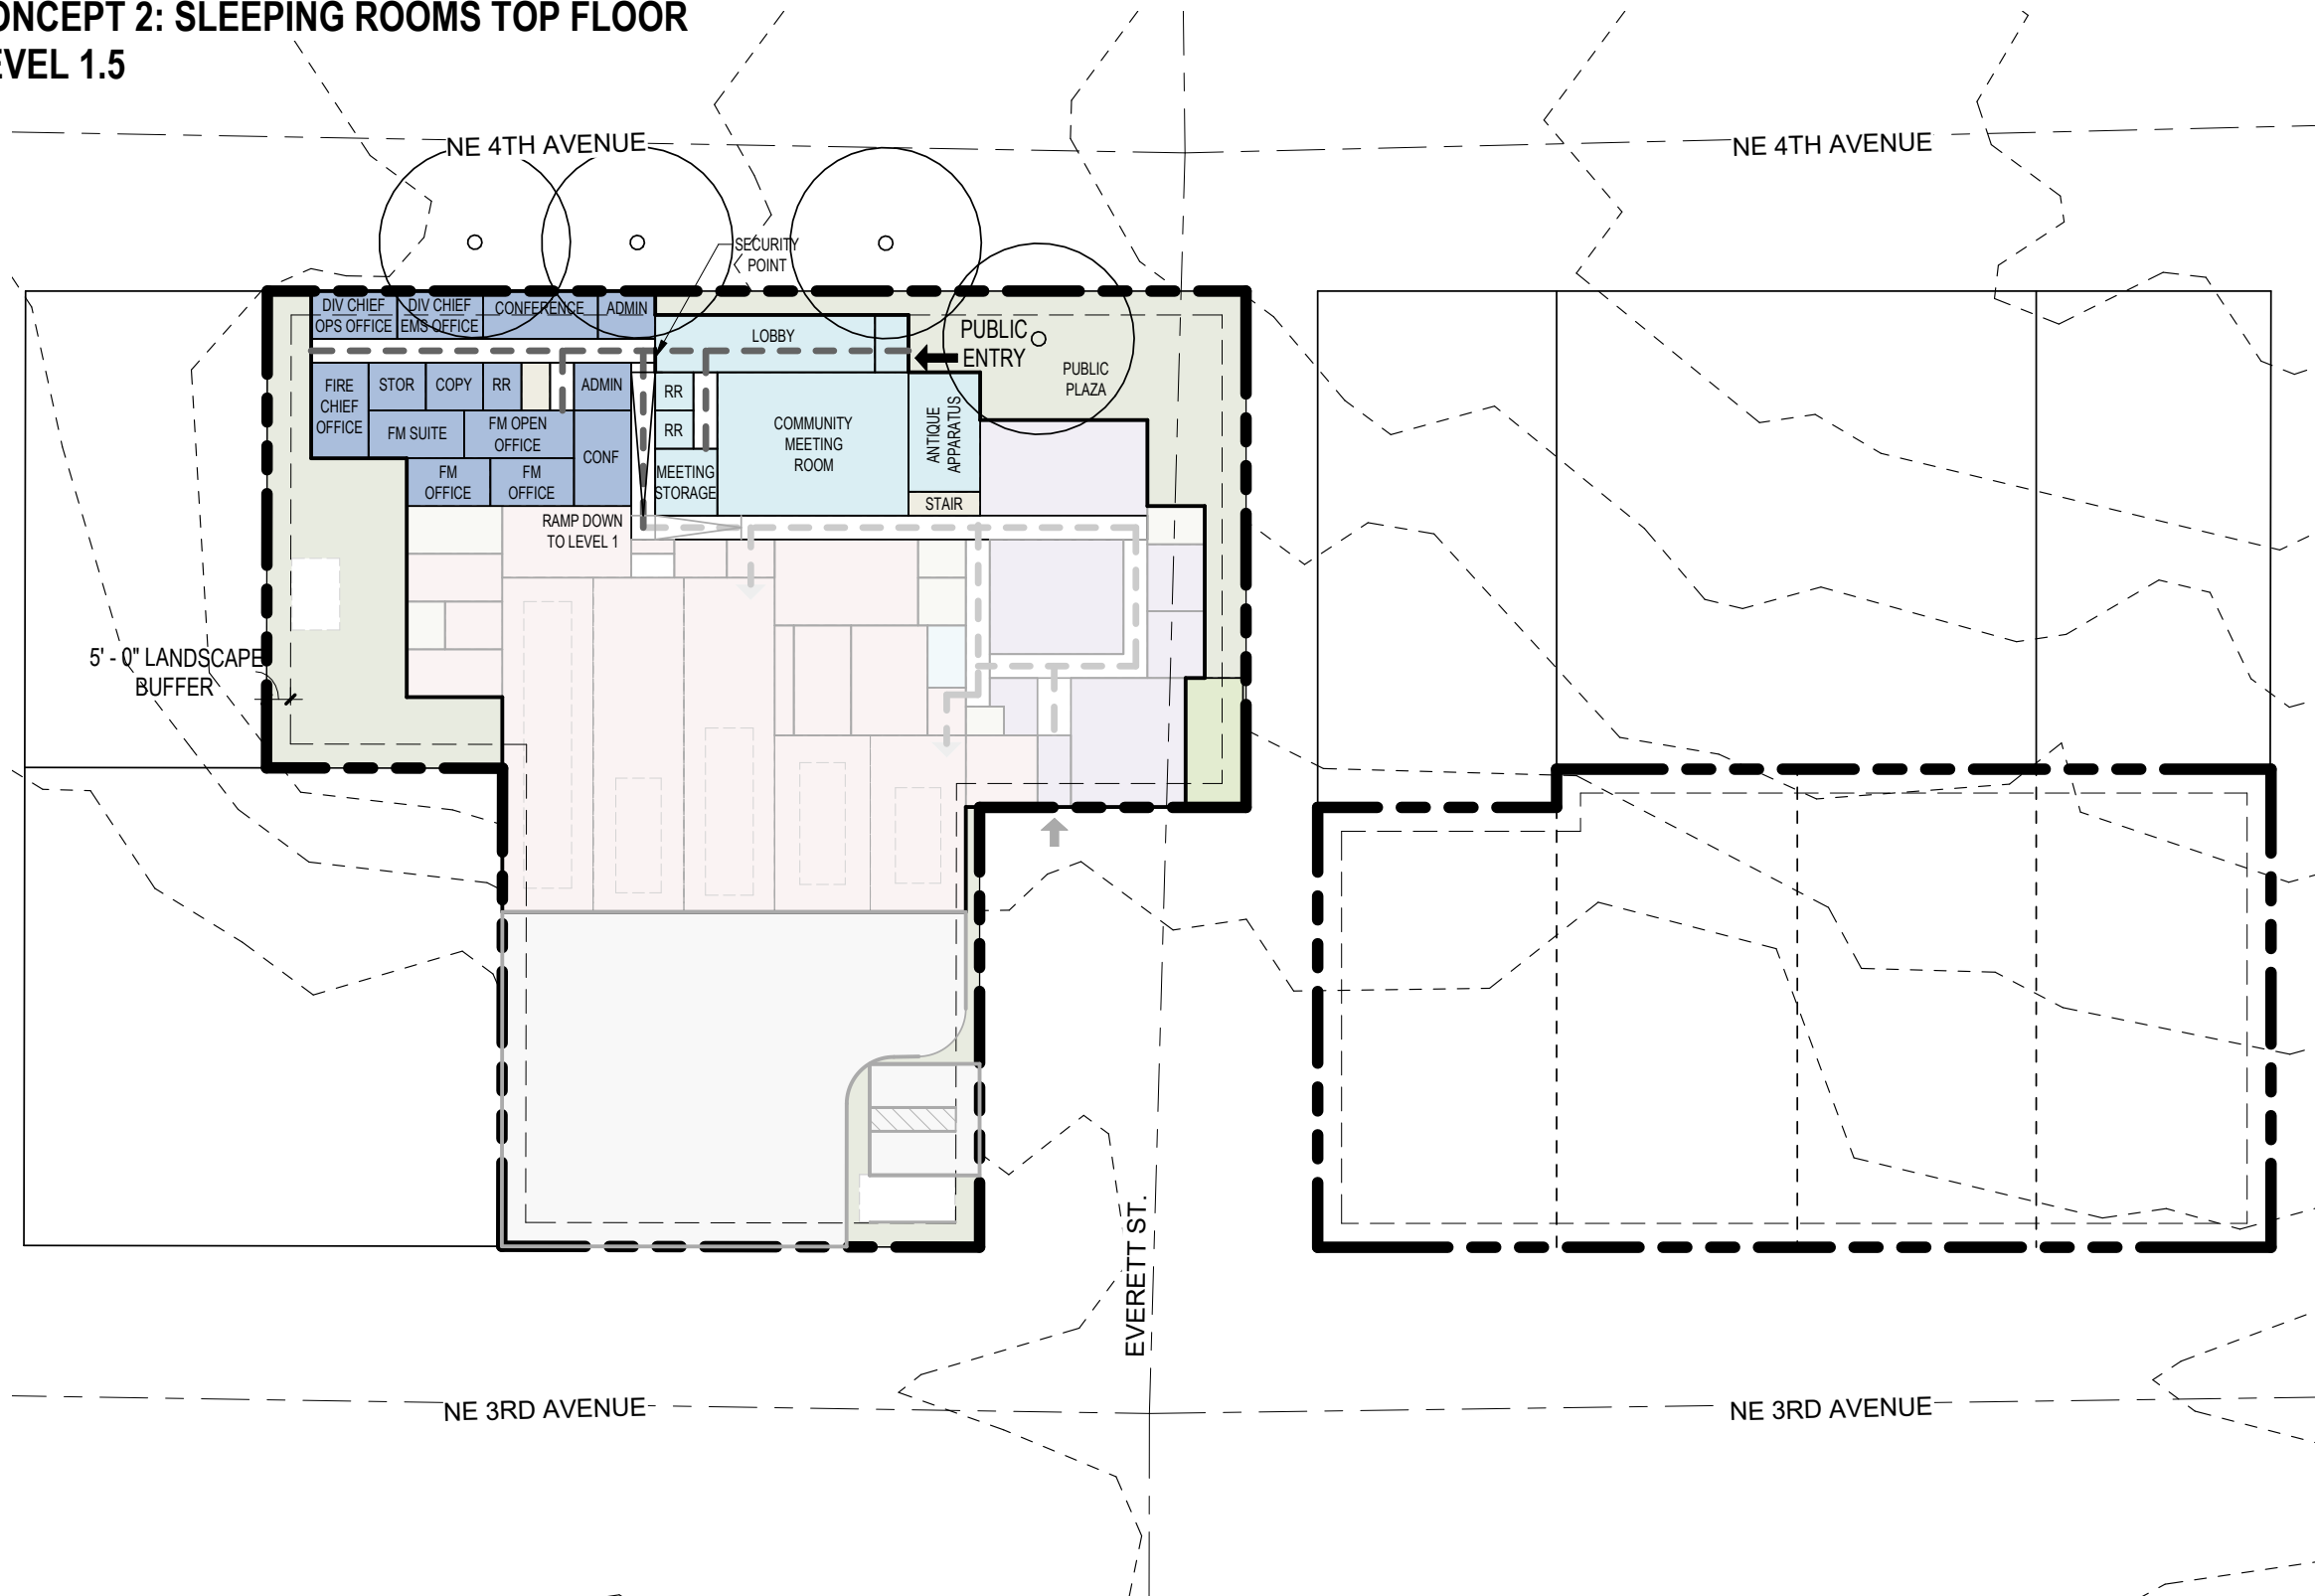 ONCEPT 2: SLEEPING ROOMS TOP FLOOR
EVEL 1.5
NE 4TH AVENUE
NE 4TH AVENUE
SECURITY
POINT
DIV CHIEF
OPS OFFICE
DIV CHIEF
EMS OFFICE
CONFERENCE
ADMIN
LOBBY
PUBLIC
ENTRY
PUBLIC
PLAZA
FIRE
CHIEF
OFFICE
STOR
COPY
RR
ADMIN
RR
RR
FM SUITE
FM OPEN
OFFICE
CONF
FM
OFFICE
FM
OFFICE
MEETING
STORAGE
COMMUNITY
MEETING
ROOM
ANTIQUE
APPARATUS
STAIR
RAMP DOWN
TO LEVEL 1
5' - 0" LANDSCAPE
BUFFER
EVERETT ST.
NE 3RD AVENUE
NE 3RD AVENUE